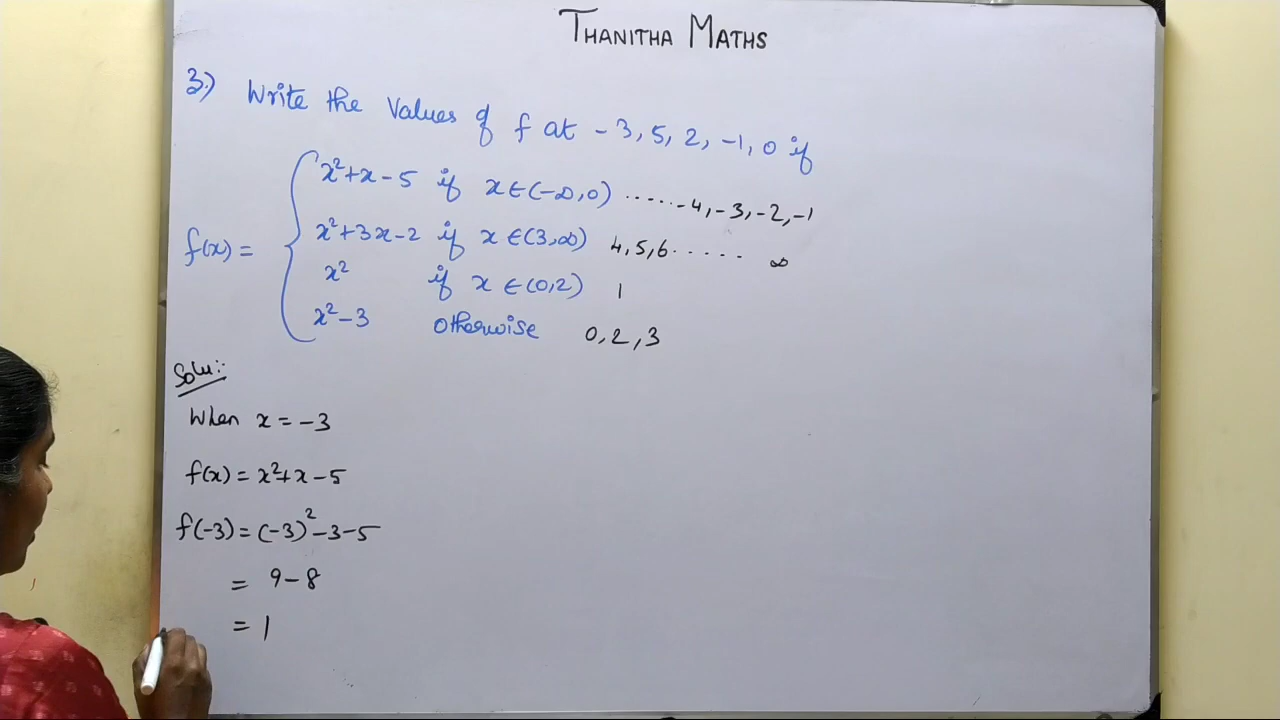 THANITHA MATHS
3.) Write the values of f at -3, 5, 2, -1, 0 if
f(x) =
x²+x-5 if x∈(-∞,0) ......-4,-3,-2,-1
x²+3x-2 if x∈(3,∞) 4,5,6...... ∞
x² if x∈(0,2) 1
x²-3 otherwise 0,2,3
Solu:-
When x = -3
f(x) = x²+x-5
f(-3) = (-3)²-3-5
= 9-8
= 1